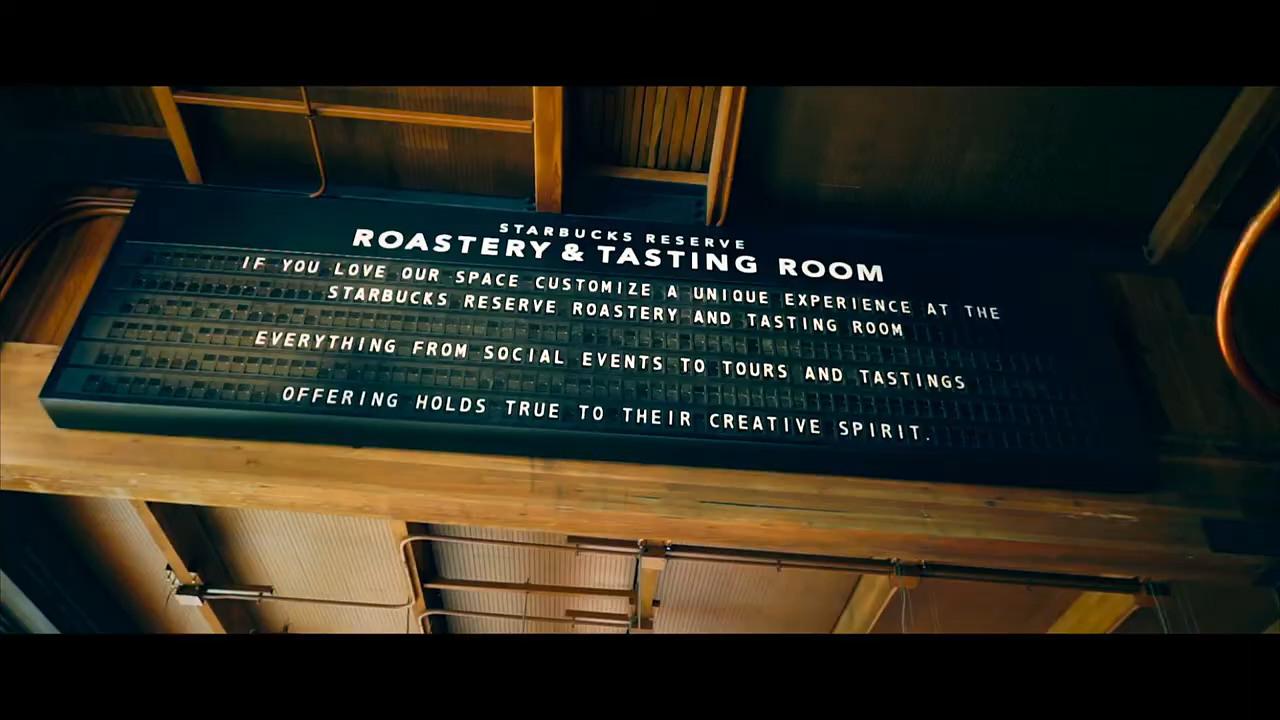 STARBUCKS RESERVE
ROASTERY & TASTING ROOM
IF YOU LOVE OUR SPACE CUSTOMIZE A UNIQUE EXPERIENCE AT THE
STARBUCKS RESERVE ROASTERY AND TASTING ROOM
EVERYTHING FROM SOCIAL EVENTS TO TOURS AND TASTINGS
OFFERING HOLDS TRUE TO THEIR CREATIVE SPIRIT.